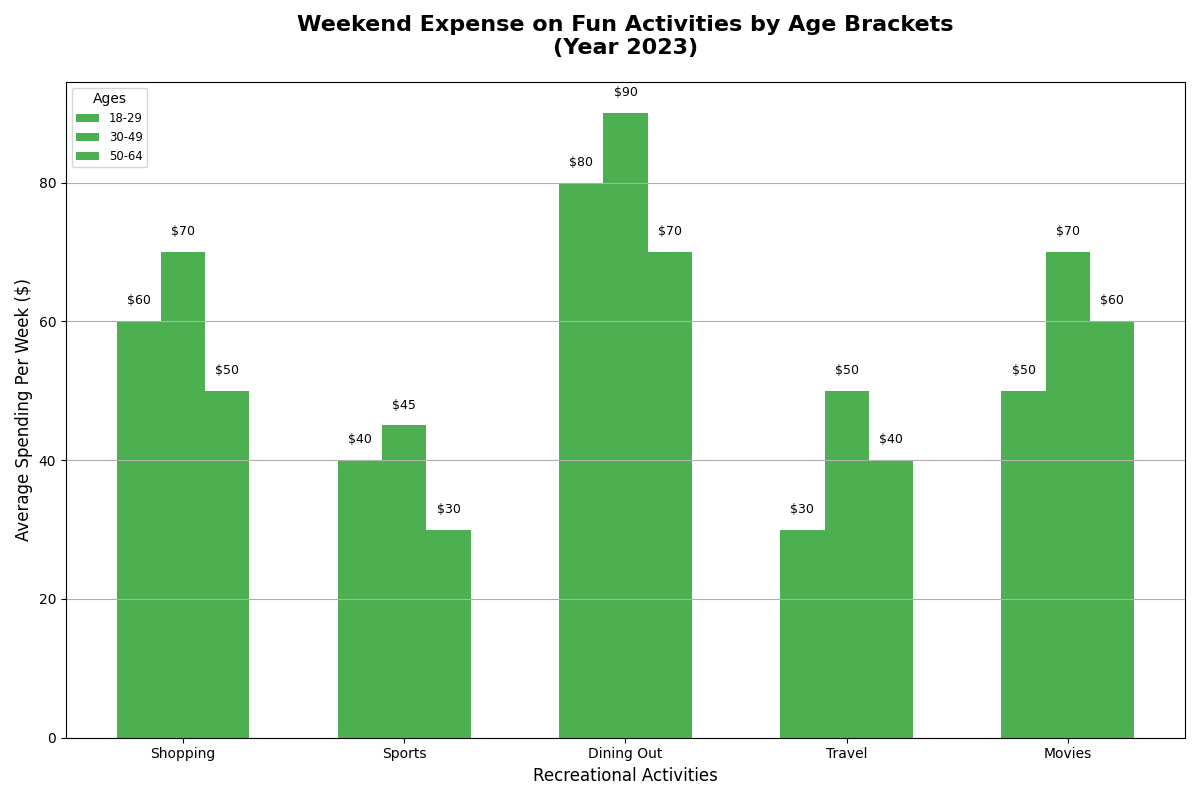 Weekend Expense on Fun Activities by Age Brackets
(Year 2023)
Ages
18-29
30-49
50-64
Average Spending Per Week ($)
80
60
40
20
0
$60
$70
$50
$40
$45
$30
$80
$90
$70
$30
$50
$40
$50
$70
$60
Shopping
Sports
Dining Out
Travel
Movies
Recreational Activities